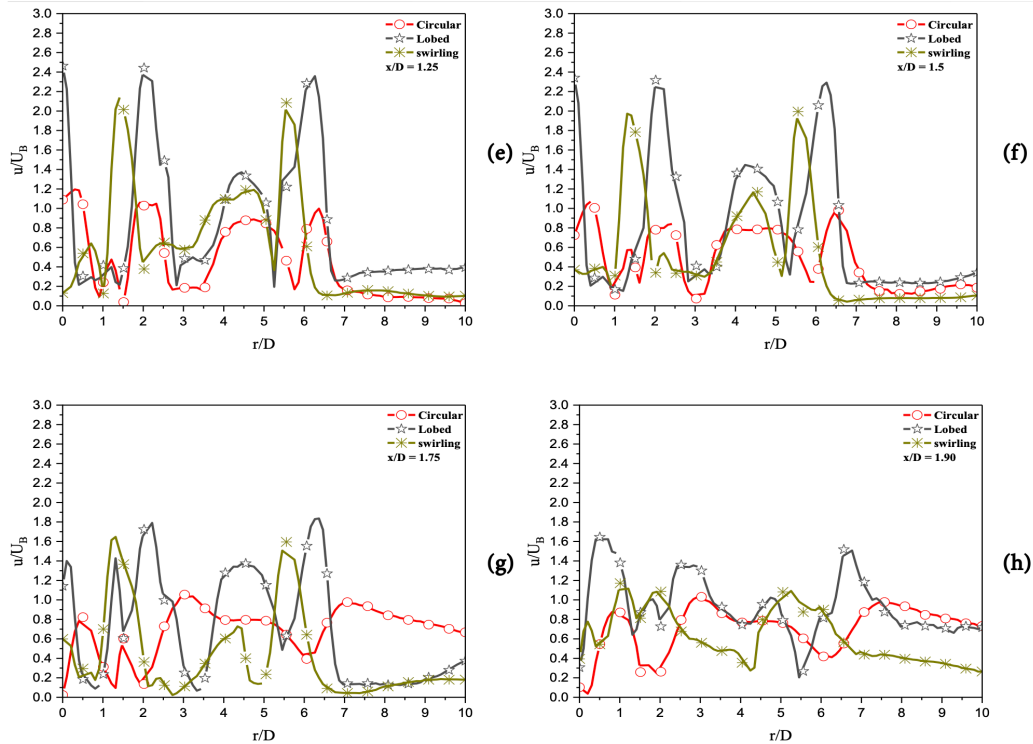 3.0
2.8
2.6
2.4
2.2
2.0
1.8
1.6
1.4
1.2
1.0
0.8
0.6
0.4
0.2
0.0
u/U_B
0 1 2 3 4 5 6 7 8 9 10
r/D
Circular
Lobed
swirling
x/D = 1.25
(e)
3.0
2.8
2.6
2.4
2.2
2.0
1.8
1.6
1.4
1.2
1.0
0.8
0.6
0.4
0.2
0.0
u/U_B
0 1 2 3 4 5 6 7 8 9 10
r/D
Circular
Lobed
swirling
x/D = 1.5
(f)
3.0
2.8
2.6
2.4
2.2
2.0
1.8
1.6
1.4
1.2
1.0
0.8
0.6
0.4
0.2
0.0
u/U_B
0 1 2 3 4 5 6 7 8 9 10
r/D
Circular
Lobed
swirling
x/D = 1.75
(g)
3.0
2.8
2.6
2.4
2.2
2.0
1.8
1.6
1.4
1.2
1.0
0.8
0.6
0.4
0.2
0.0
u/U_B
0 1 2 3 4 5 6 7 8 9 10
r/D
Circular
Lobed
swirling
x/D = 1.90
(h)